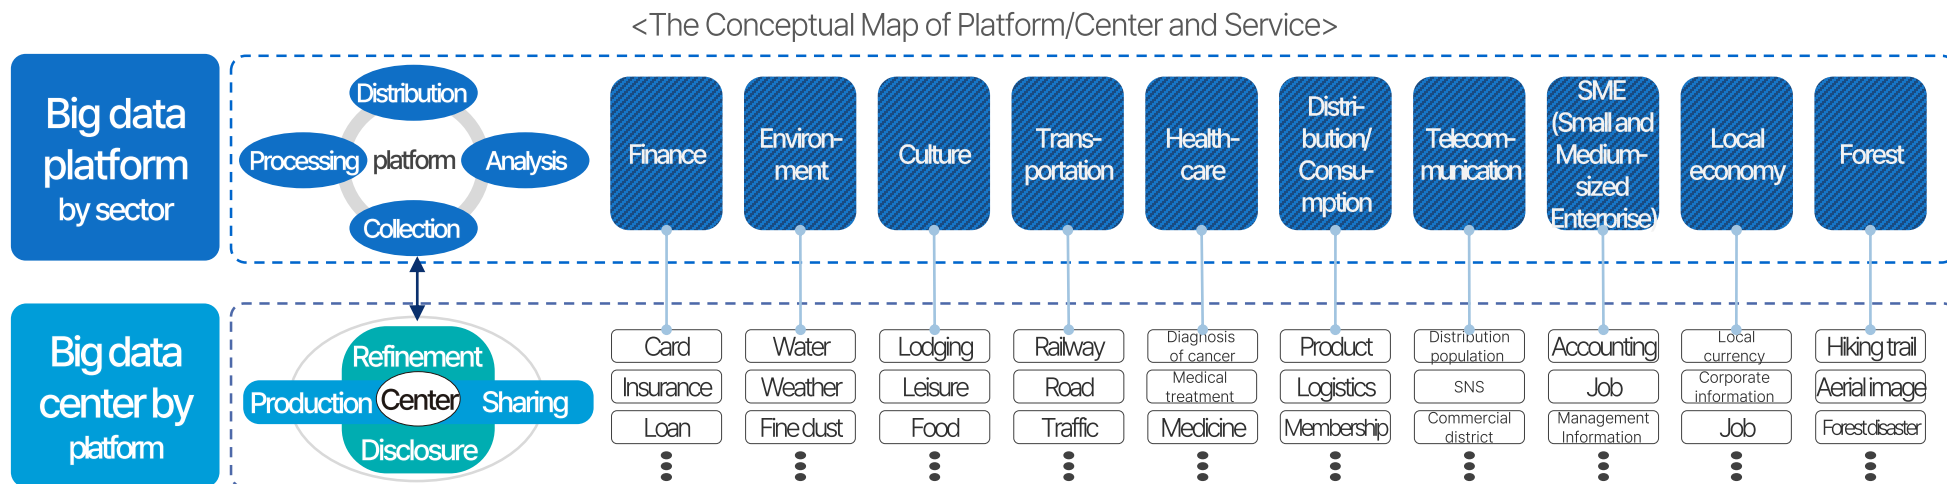 <The Conceptual Map of Platform/Center and Service>
Big data
platform
by sector
Distribution
Processing
platform
Analysis
Collection
Finance
Environ-
ment
Culture
Trans-
portation
Health-
care
Distri-
bution/
Consu-
mption
Telecom-
munication
SME
(Small and
Medium-
sized
Enterprise)
Local
economy
Forest
Big data
center by
platform
Refinement
Production
Center
Sharing
Disclosure
Card
Insurance
Loan
Water
Weather
Fine dust
Lodging
Leisure
Food
Railway
Road
Traffic
Diagnosis
of cancer
Medical
treatment
Medicine
Product
Logistics
Membership
Distribution
population
SNS
Commercial
district
Accounting
Job
Management
Information
Local
currency
Corporate
information
Job
Hiking trail
Aerial image
Forest disaster